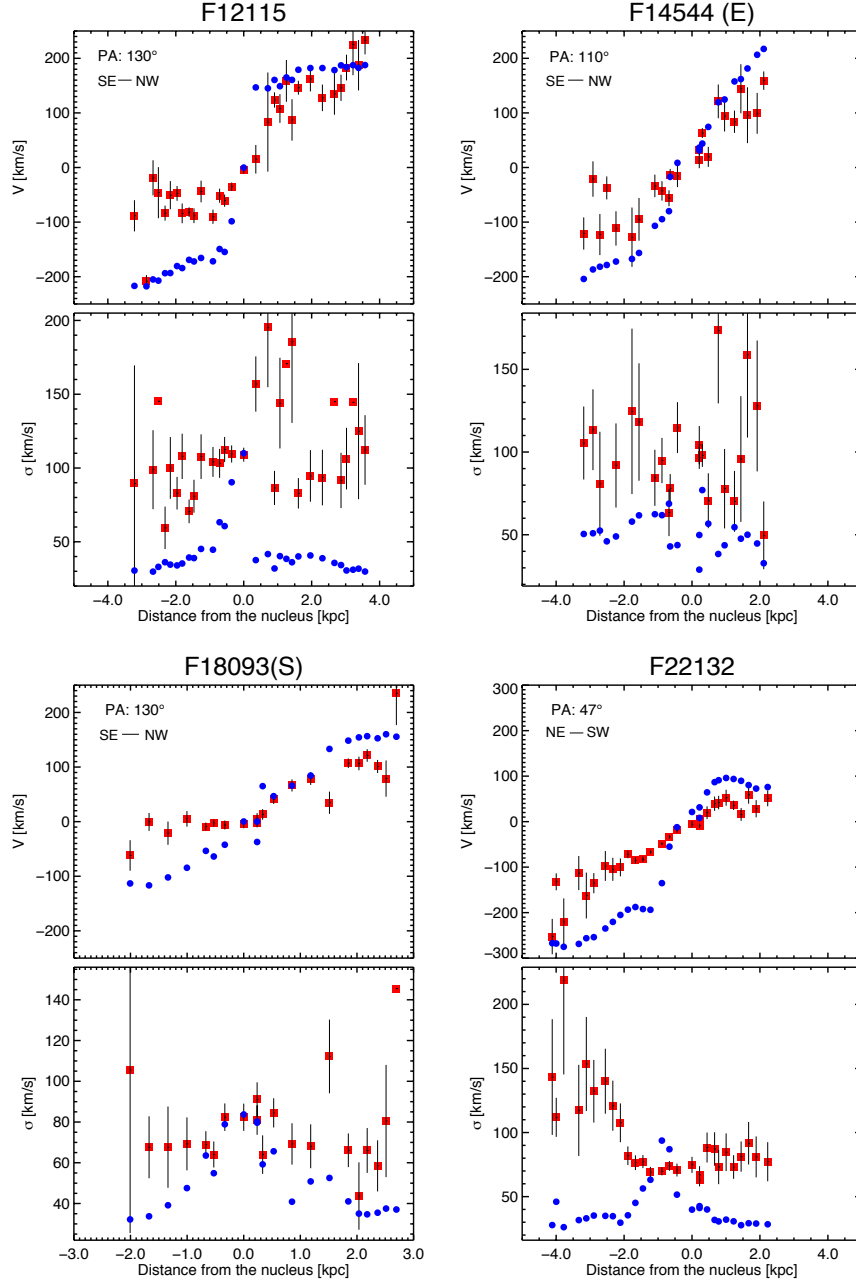 F12115
F14544 (E)
PA: 130°
SE — NW
PA: 110°
SE — NW
200
100
0
−100
−200
V [km/s]
200
100
0
−100
−200
V [km/s]
200
150
100
50
σ [km/s]
150
100
50
σ [km/s]
−4.0 −2.0 0.0 2.0 4.0
Distance from the nucleus [kpc]
−4.0 −2.0 0.0 2.0 4.0
Distance from the nucleus [kpc]
F18093(S)
F22132
PA: 130°
SE — NW
PA: 47°
NE — SW
200
100
0
−100
−200
V [km/s]
300
200
100
0
−100
−200
−300
V [km/s]
140
120
100
80
60
40
σ [km/s]
200
150
100
50
σ [km/s]
−3.0 −2.0 −1.0 0.0 1.0 2.0 3.0
Distance from the nucleus [kpc]
−4.0 −2.0 0.0 2.0 4.0
Distance from the nucleus [kpc]